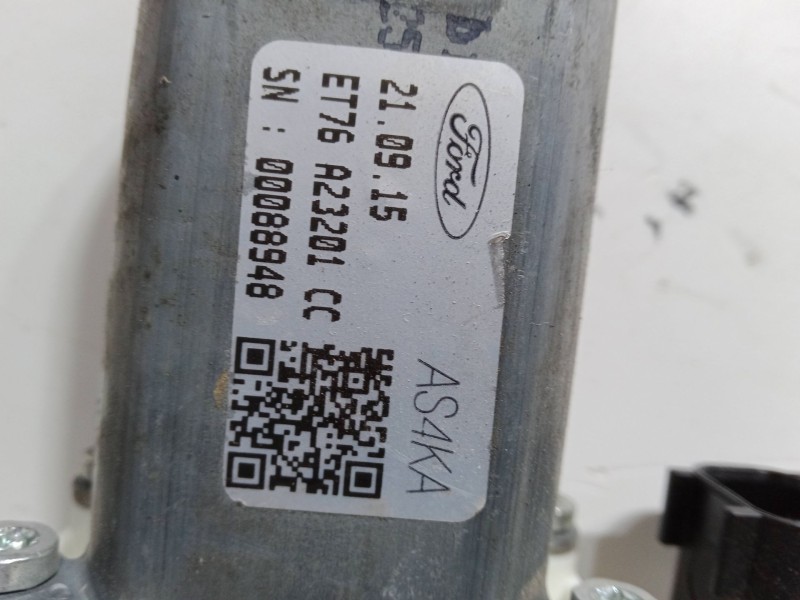 Ford
21.09.15
ET76 A23201 CC
SN : 00088948
AS4KA